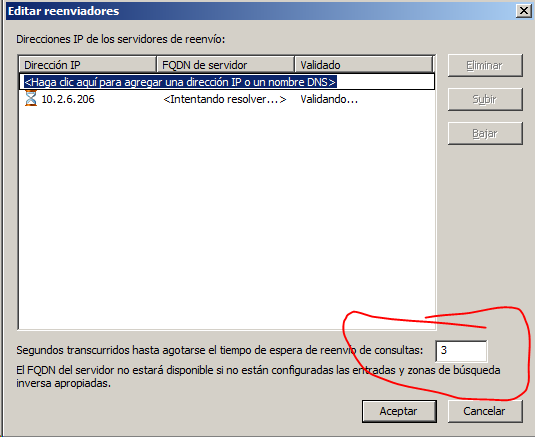 Editar reenviadores
Direcciones IP de los servidores de reenvío:
Dirección IP FQDN de servidor Validado
<Haga clic aquí para agregar una dirección IP o un nombre DNS>
10.2.6.206 <Intentando resolver...> Validando...
Eliminar
Subir
Bajar
Segundos transcurridos hasta agotarse el tiempo de espera de reenvío de consultas: 3
El FQDN del servidor no estará disponible si no están configuradas las entradas y zonas de búsqueda
inversa apropiadas.
Aceptar Cancelar